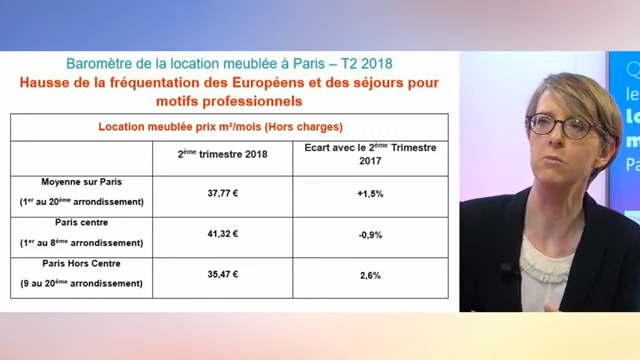 Baromètre de la location meublée à Paris – T2 2018
Hausse de la fréquentation des Européens et des séjours pour
motifs professionnels
Location meublée prix m²/mois (Hors charges)
2ème trimestre 2018
Ecart avec le 2ème Trimestre
2017
Moyenne sur Paris
(1er au 20ème arrondissement)
37,77 €
+1,5%
Paris centre
(1er au 8ème arrondissement)
41,32 €
-0,9%
Paris Hors Centre
(9 au 20ème arrondissement)
35,47 €
2,6%
Q
le
lo
m
Pa